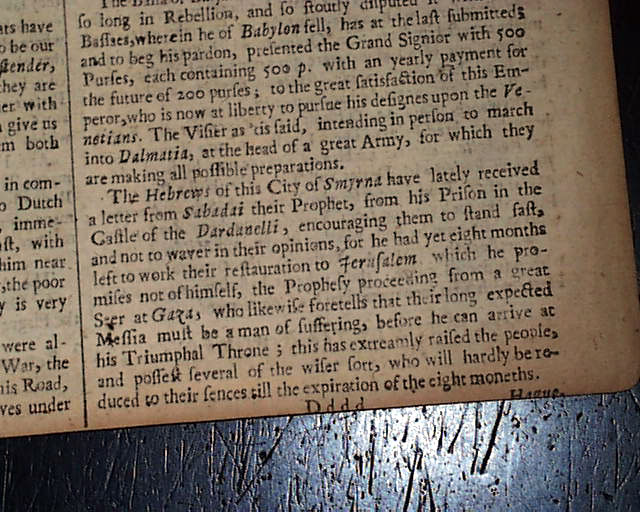 ats have
o be our
tender,
they are
er with
n give us
em both
in com-
o Dutch
, imme-
aſt, with
him near
, the poor
y is very
were al-
War, the
his Road,
ves under
ſo long in Rebellion, and ſo ſtoutly diſputed it
Baſſaes, wherein he of Babylon fell, has at the laſt ſubmitted;
and to beg his pardon, preſented the Grand Signior with 500
Purſes, each containing 500 p. with an yearly payment for
the future of 200 purſes; to the great ſatisfaction of this Em-
peror, who is now at liberty to purſue his deſignes upon the Ve-
netians. The Viſier as 'tis ſaid, intending in perſon to march
into Dalmatia, at the head of a great Army, for which they
are making all poſſible preparations.
The Hebrews of this City of Smyrna have lately received
a letter from Sabadai their Prophet, from his Priſon in the
Caſtle of the Dardanelli, encouraging them to ſtand faſt,
and not to waver in their opinions, for he had yet eight months
left to work their reſtauration to Jeruſalem which he pro-
miſes not of himſelf, the Propheſy proceeding from a great
Seer at Gaza, who likewiſe foretells that their long expected
Meſſia muſt be a man of ſuffering, before he can arrive at
his Triumphal Throne; this has extreamly raiſed the people,
and poſſeſt ſeveral of the wiſer ſort, who will hardly be re-
duced to their ſences till the expiration of the eight moneths.
Dddd
Hague,